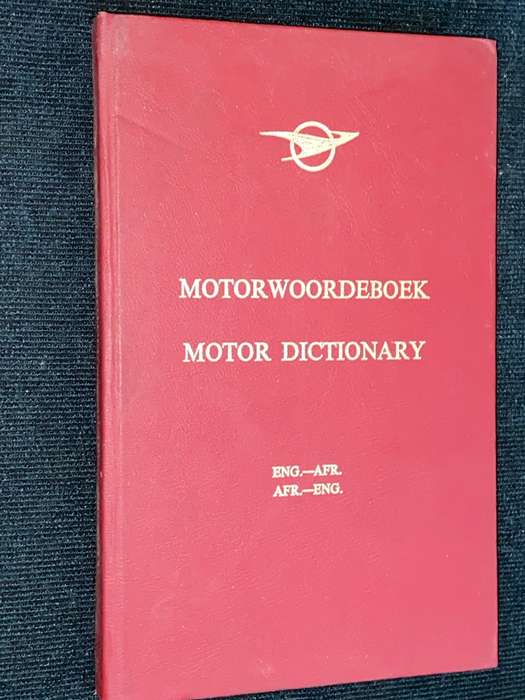 MOTORWOORDEBOEK
MOTOR DICTIONARY
ENG.—AFR.
AFR.—ENG.